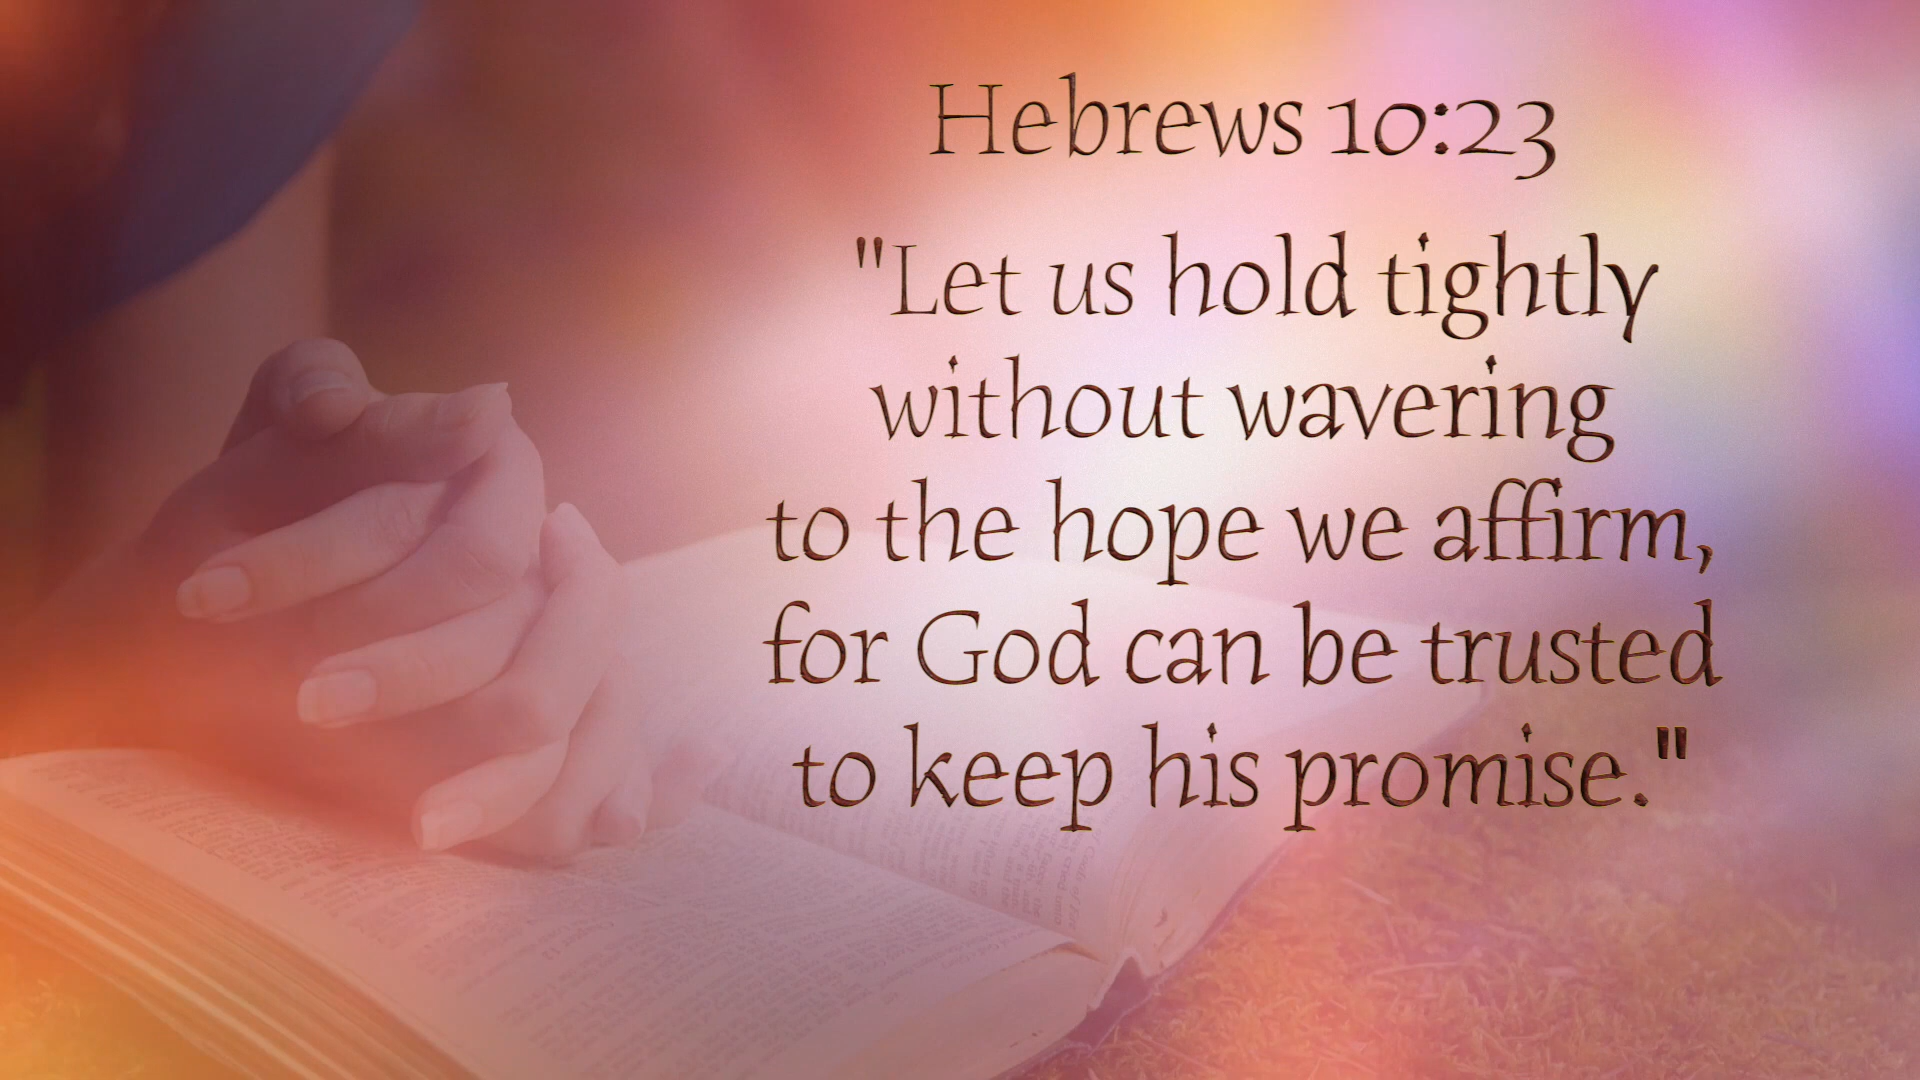 Hebrews 10:23
"Let us hold tightly
without wavering
to the hope we affirm,
for God can be trusted
to keep his promise."